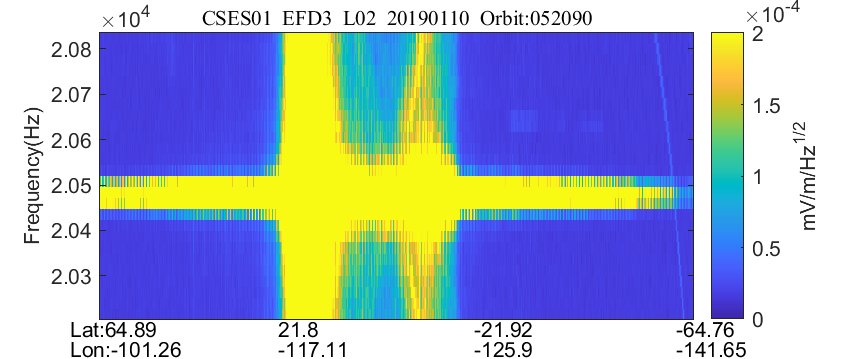 CSES01 EFD3 L02 20190110 Orbit:052090
×10⁴
×10⁻⁴
2.08
2.07
2.06
2.05
2.04
2.03
Frequency(Hz)
2
1.5
1
0.5
0
mV/m/Hz^1/2
Lat:64.89 21.8 -21.92 -64.76
Lon:-101.26 -117.11 -125.9 -141.65